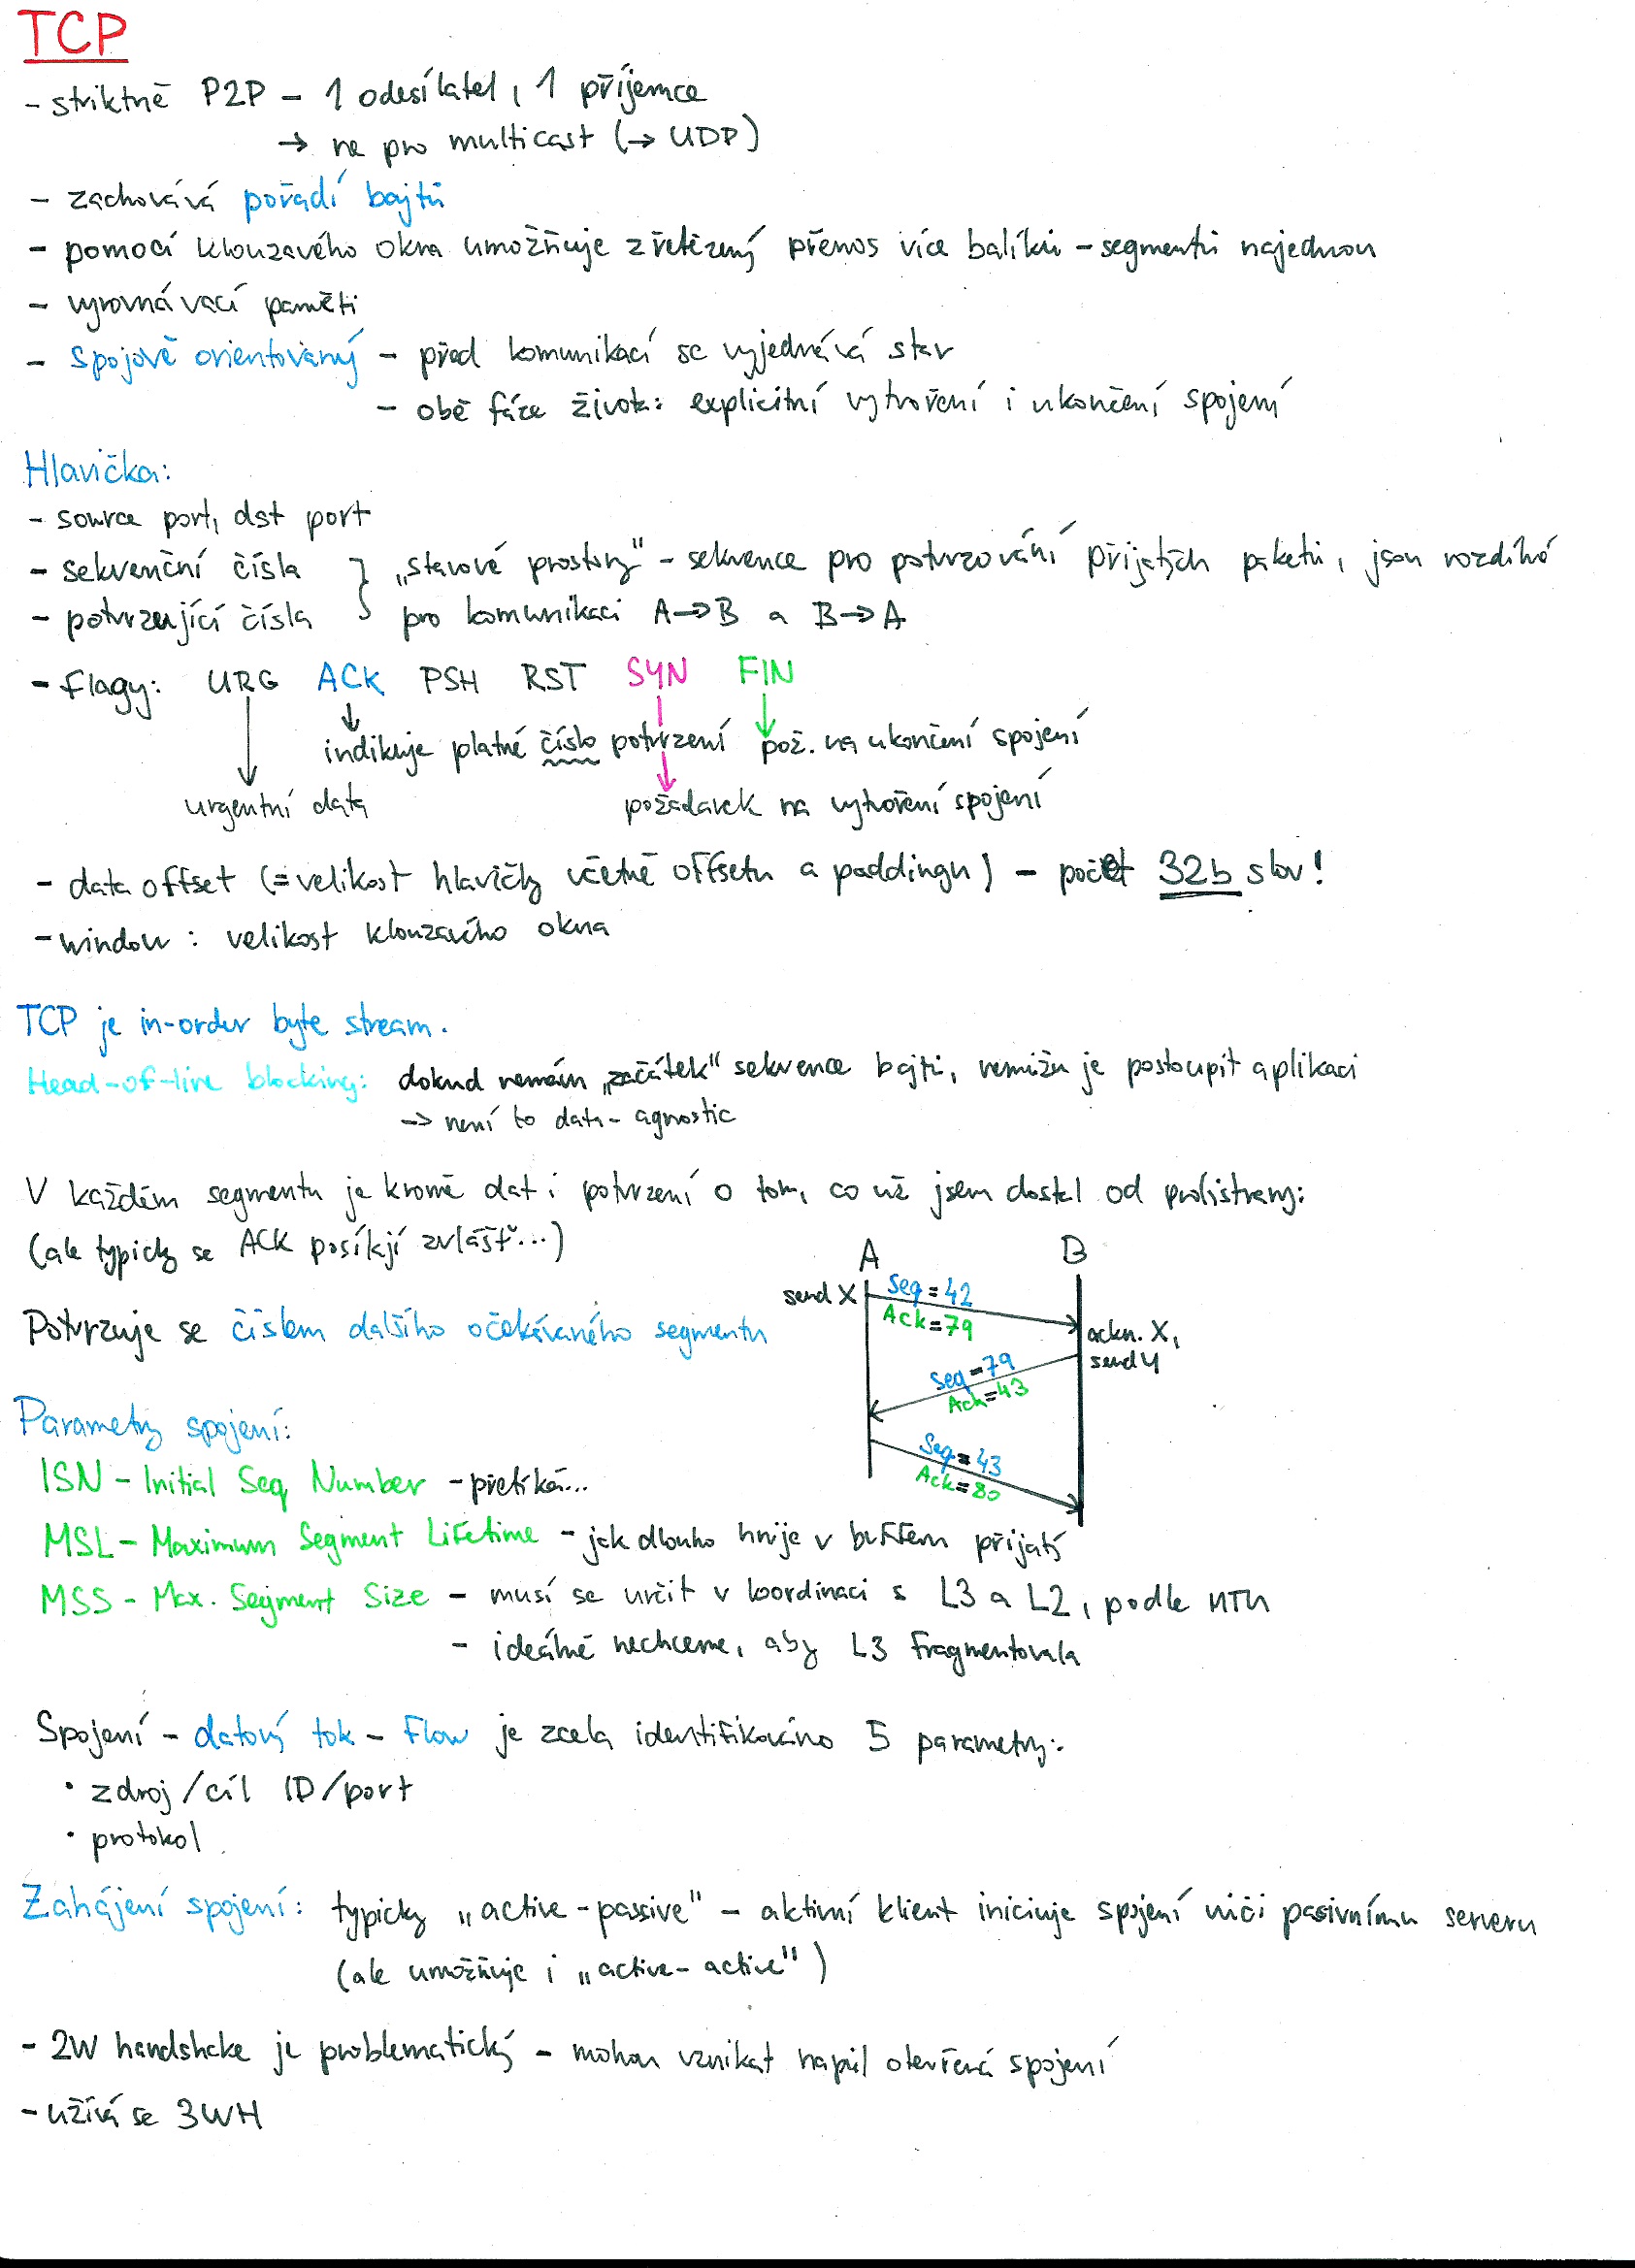 TCP
- striktně P2P - 1 odesílatel, 1 příjemce
→ ne pro multicast (→ UDP)
- zachovává pořadí bajtů
- pomocí klouzavého okna umožňuje zřetězený přenos více balíků - segmentů najednou
- vyrovnávací paměti
- spojově orientovaný - před komunikací se vyjednává stav
- obě fáze života: explicitní vytvoření i ukončení spojení
Hlavička:
- source port, dst port
- sekvenční čísla } „stavové prostory" - sekvence pro potvrzování přijatých paketů, jsou rozdílné
- potvrzující čísla pro komunikaci A→B a B→A
- flagy: URG ACK PSH RST SYN FIN
indikuje platné číslo potvrzení pož. na ukončení spojení
urgentní data požadavek na vytvoření spojení
- data offset (=velikost hlavičky včetně offsetu a paddingu) - počet 32b slov!
- window: velikost klouzavého okna
TCP je in-order byte stream.
Head-of-line blocking: dokud nemám „začátek" sekvence bajtů, nemůžu je postoupit aplikaci
→ není to data-agnostic
V každém segmentu je kromě dat i potvrzení o tom, co už jsem dostal od protistrany:
(ale typicky se ACK posílají zvlášť...)
A B
send X Seq=42
Ack=79
ackn. X,
send Y
Potvrzuje se číslem dalšího očekávaného segmentu
Seq=79
Ack=43
Seq=43
Ack=80
Parametry spojení:
ISN - Initial Seq Number - přetéká...
MSL - Maximum Segment Lifetime - jak dlouho hnije v bufferu přijatý
MSS - Max. Segment Size - musí se určit v koordinaci s L3 a L2, podle MTU
- ideálně nechceme, aby L3 fragmentovala
Spojení - datový tok - Flow je zcela identifikováno 5 parametry:
• zdroj/cíl IP/port
• protokol
Zahájení spojení: typicky „active-passive" - aktivní klient iniciuje spojení vůči pasivnímu serveru
(ale umožňuje i „active-active")
- 2W handshake je problematický - mohou vznikat napůl otevřená spojení
- užívá se 3WH